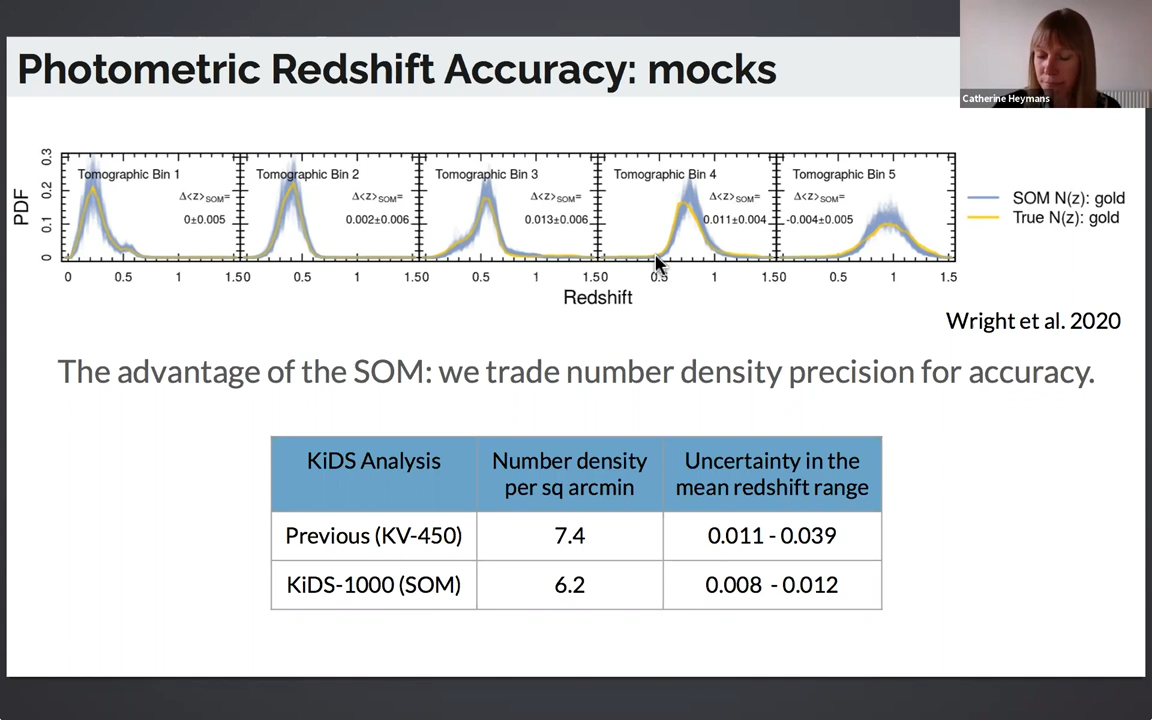 Photometric Redshift Accuracy: mocks
Catherine Heymans
Tomographic Bin 1
Δ<z>SOM=
0±0.005
Tomographic Bin 2
Δ<z>SOM=
0.002±0.006
Tomographic Bin 3
Δ<z>SOM=
0.013±0.006
Tomographic Bin 4
Δ<z>SOM=
0.011±0.004
Tomographic Bin 5
Δ<z>SOM=
-0.004±0.005
PDF
0.3
0.2
0.1
0
0 0.5 1 1.50 0.5 1 1.50 0.5 1 1.50 0.5 1 1.50 0.5 1 1.5
Redshift
SOM N(z): gold
True N(z): gold
Wright et al. 2020
The advantage of the SOM: we trade number density precision for accuracy.
KiDS Analysis
Number density
per sq arcmin
Uncertainty in the
mean redshift range
Previous (KV-450) 7.4 0.011 - 0.039
KiDS-1000 (SOM) 6.2 0.008 - 0.012